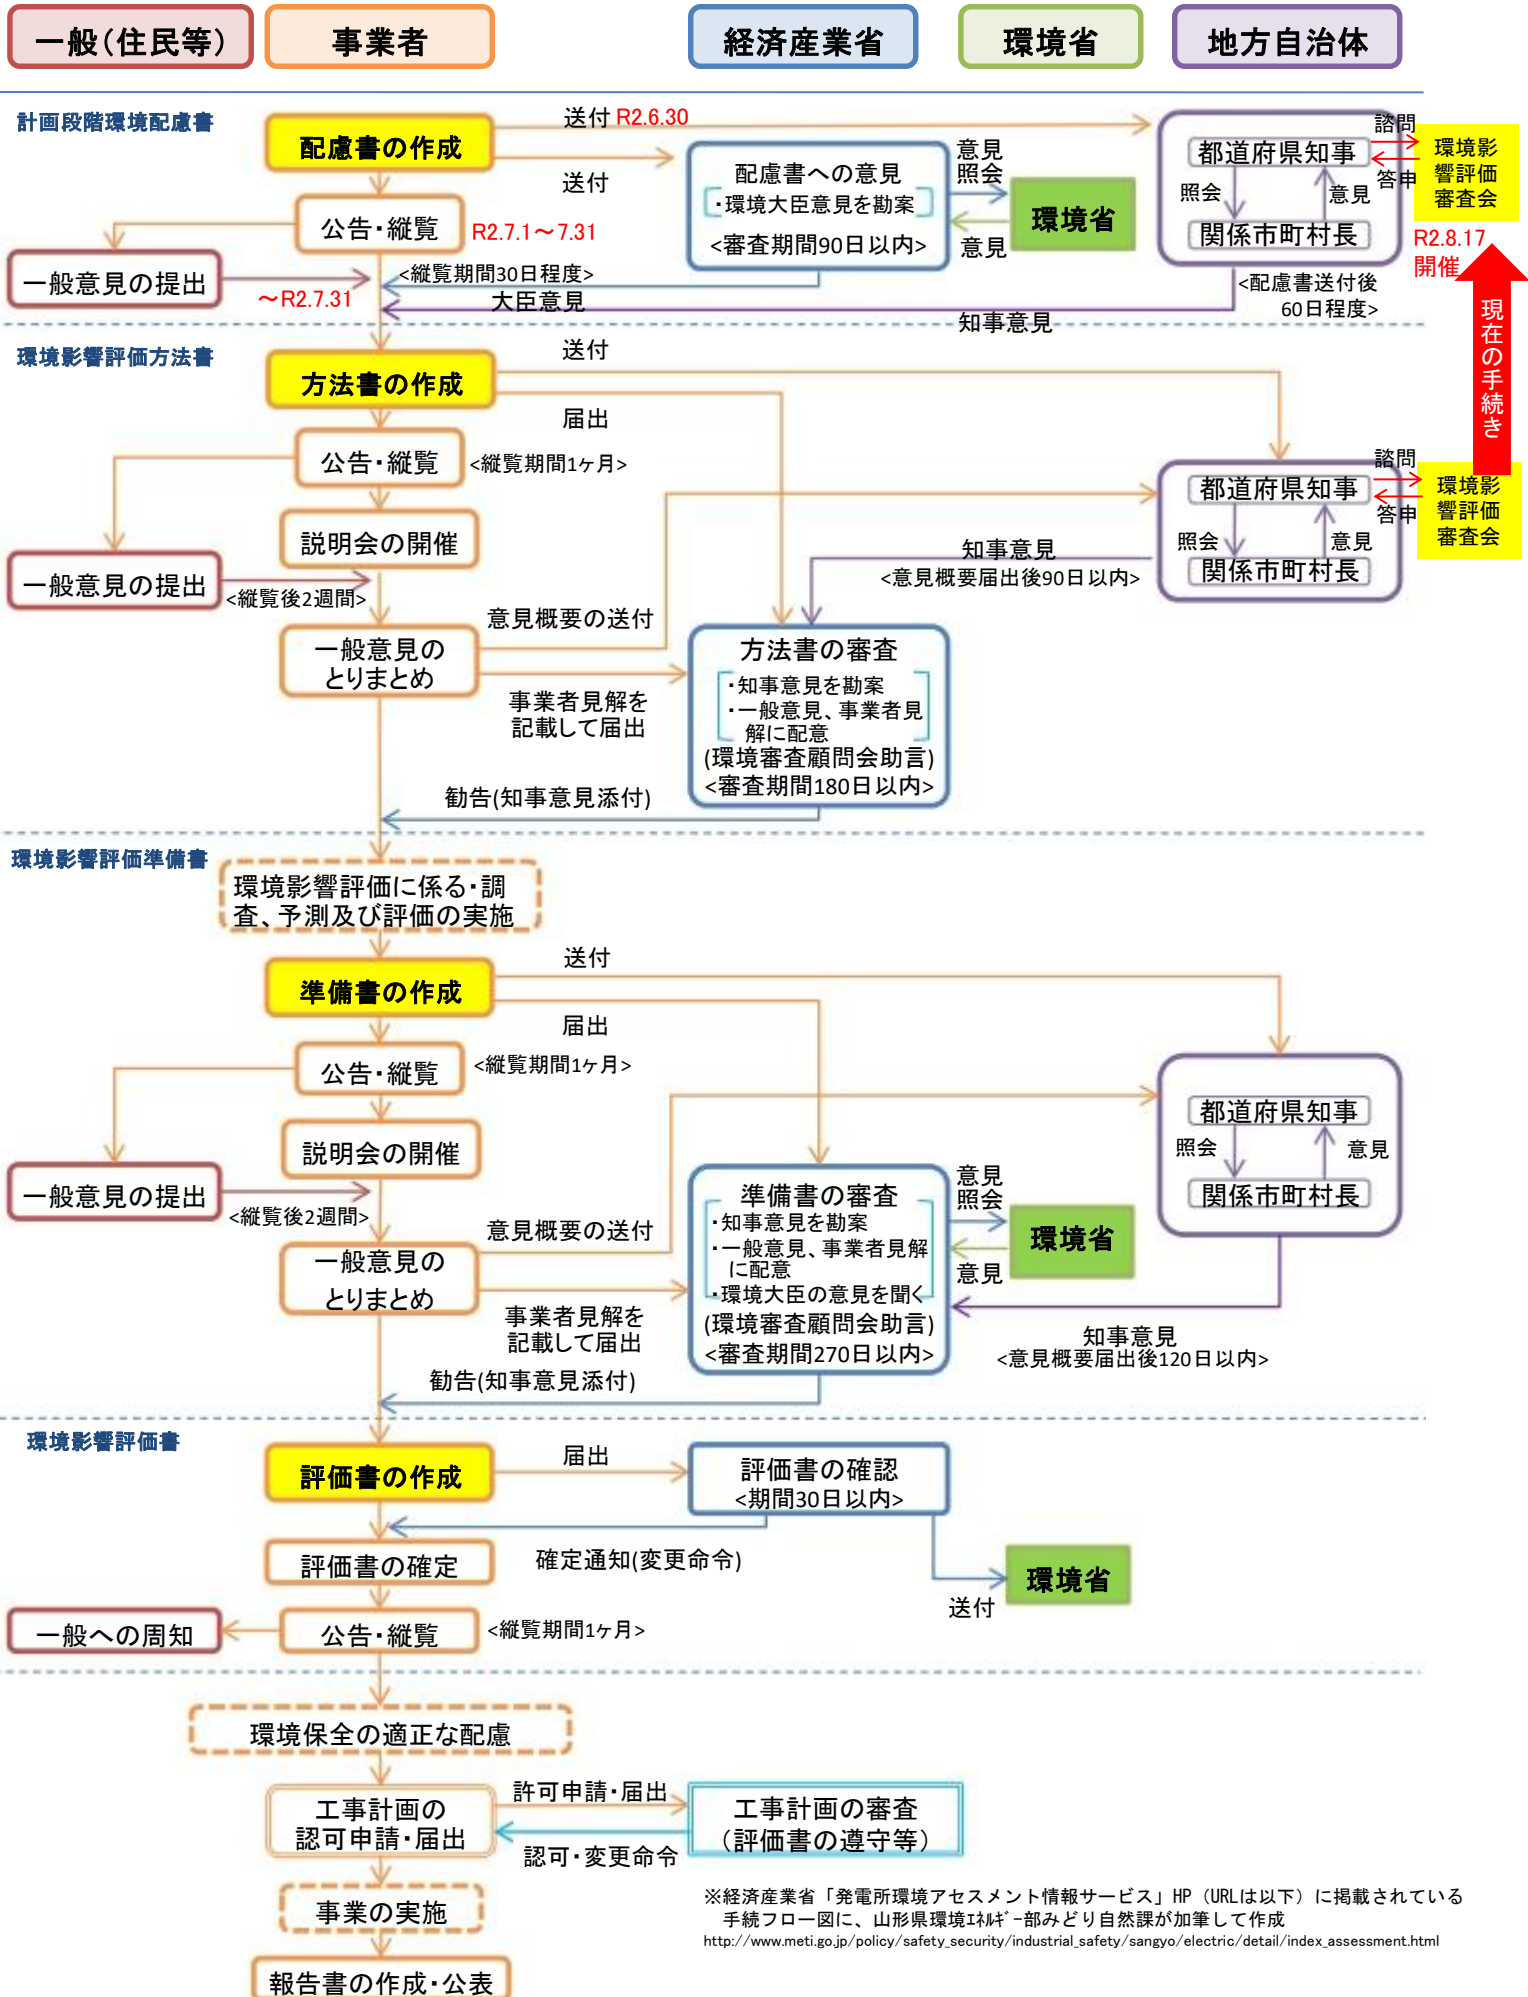 一般(住民等)
事業者
経済産業省
環境省
地方自治体
計画段階環境配慮書
配慮書の作成
送付 R2.6.30
送付
公告・縦覧
R2.7.1～7.31
一般意見の提出
～R2.7.31
<縦覧期間30日程度>
大臣意見
配慮書への意見
・環境大臣意見を勘案
<審査期間90日以内>
意見
照会
環境省
意見
都道府県知事
照会
意見
関係市町村長
諮問
答申
環境影
響評価
審査会
R2.8.17
開催
<配慮書送付後
60日程度>
知事意見
現在の手続き
環境影響評価方法書
方法書の作成
送付
届出
公告・縦覧
<縦覧期間1ヶ月>
説明会の開催
一般意見の提出
<縦覧後2週間>
一般意見の
とりまとめ
意見概要の送付
事業者見解を
記載して届出
知事意見
<意見概要届出後90日以内>
都道府県知事
照会
意見
関係市町村長
諮問
答申
環境影
響評価
審査会
方法書の審査
・知事意見を勘案
・一般意見、事業者見
解に配意
(環境審査顧問会助言)
<審査期間180日以内>
勧告(知事意見添付)
環境影響評価準備書
環境影響評価に係る・調
査、予測及び評価の実施
準備書の作成
送付
届出
公告・縦覧
<縦覧期間1ヶ月>
説明会の開催
一般意見の提出
<縦覧後2週間>
一般意見の
とりまとめ
意見概要の送付
事業者見解を
記載して届出
準備書の審査
・知事意見を勘案
・一般意見、事業者見解
に配意
・環境大臣の意見を聞く
(環境審査顧問会助言)
<審査期間270日以内>
意見
照会
環境省
意見
都道府県知事
照会
意見
関係市町村長
知事意見
<意見概要届出後120日以内>
勧告(知事意見添付)
環境影響評価書
評価書の作成
届出
評価書の確認
<期間30日以内>
確定通知(変更命令)
評価書の確定
環境省
送付
一般への周知
公告・縦覧
<縦覧期間1ヶ月>
環境保全の適正な配慮
工事計画の
認可申請・届出
許可申請・届出
認可・変更命令
工事計画の審査
（評価書の遵守等）
事業の実施
報告書の作成・公表
※経済産業省「発電所環境アセスメント情報サービス」HP（URLは以下）に掲載されている
手続フロー図に、山形県環境ｴﾈﾙｷﾞｰ部みどり自然課が加筆して作成
http://www.meti.go.jp/policy/safety_security/industrial_safety/sangyo/electric/detail/index_assessment.html